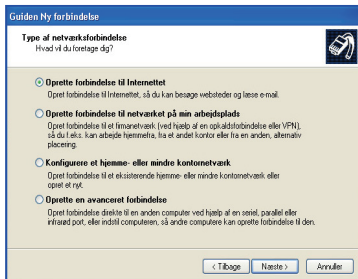 Guiden Ny forbindelse
Type af netværksforbindelse
Hvad vil du foretage dig?
Oprette forbindelse til Internettet
Opret forbindelse til Internettet, så du kan besøge websteder og læse e-mail.
Oprette forbindelse til netværket på min arbejdsplads
Opret forbindelse til et firmanetværk (ved hjælp af en opkaldsforbindelse eller VPN),
så du f.eks. kan arbejde hjemmefra, fra et andet kontor eller fra en anden, alternativ
placering.
Konfigurere et hjemme- eller mindre kontornetværk
Opret forbindelse til et eksisterende hjemme- eller mindre kontornetværk eller
opret et nyt.
Oprette en avanceret forbindelse
Opret forbindelse direkte til en anden computer ved hjælp af en seriel, parallel eller
infrarød port, eller indstil computeren, så andre computere kan oprette forbindelse til den.
< Tilbage Næste > Annuller